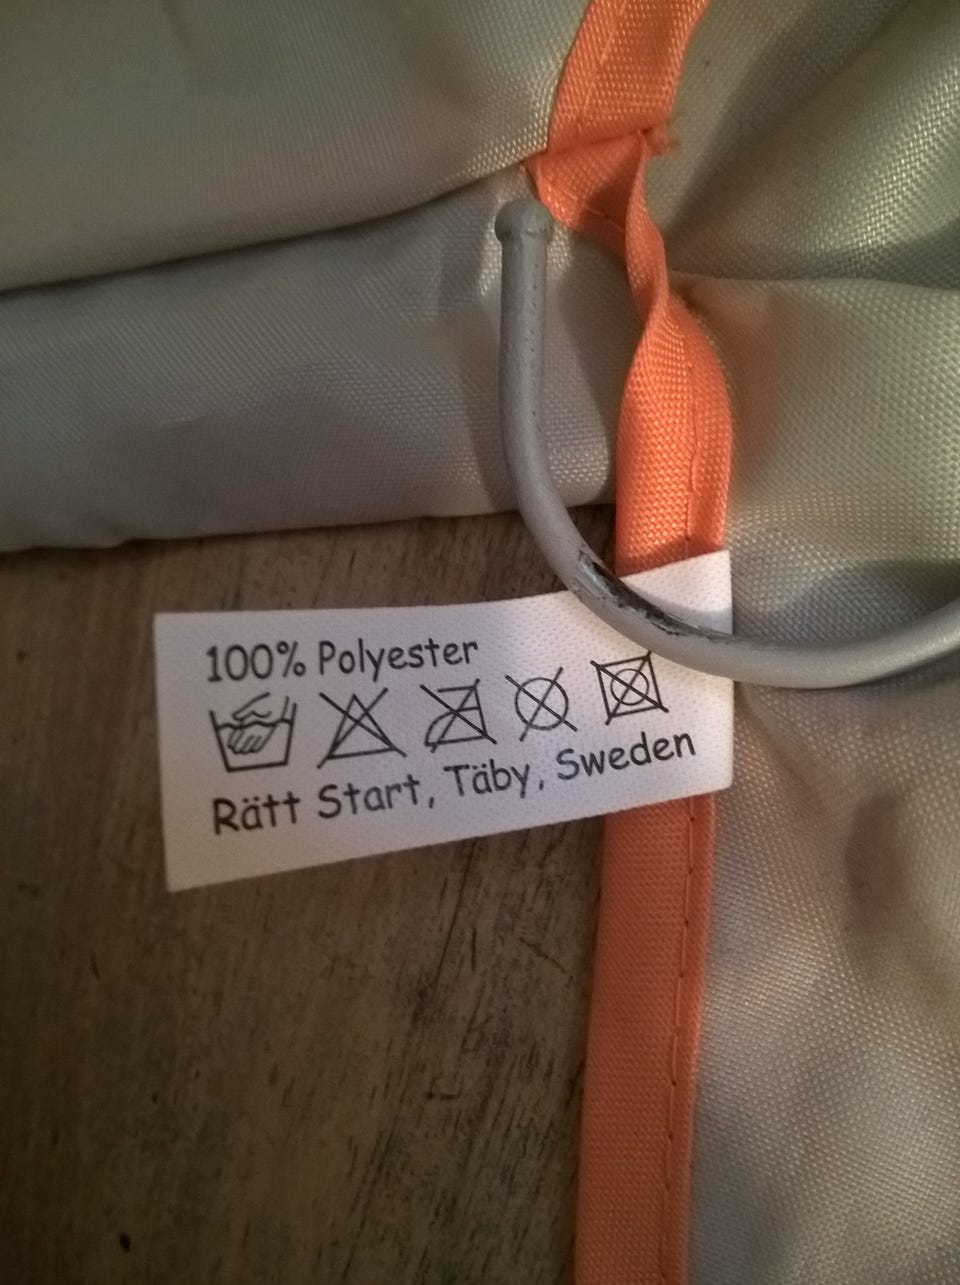 100% Polyester
Rätt Start, Täby, Sweden